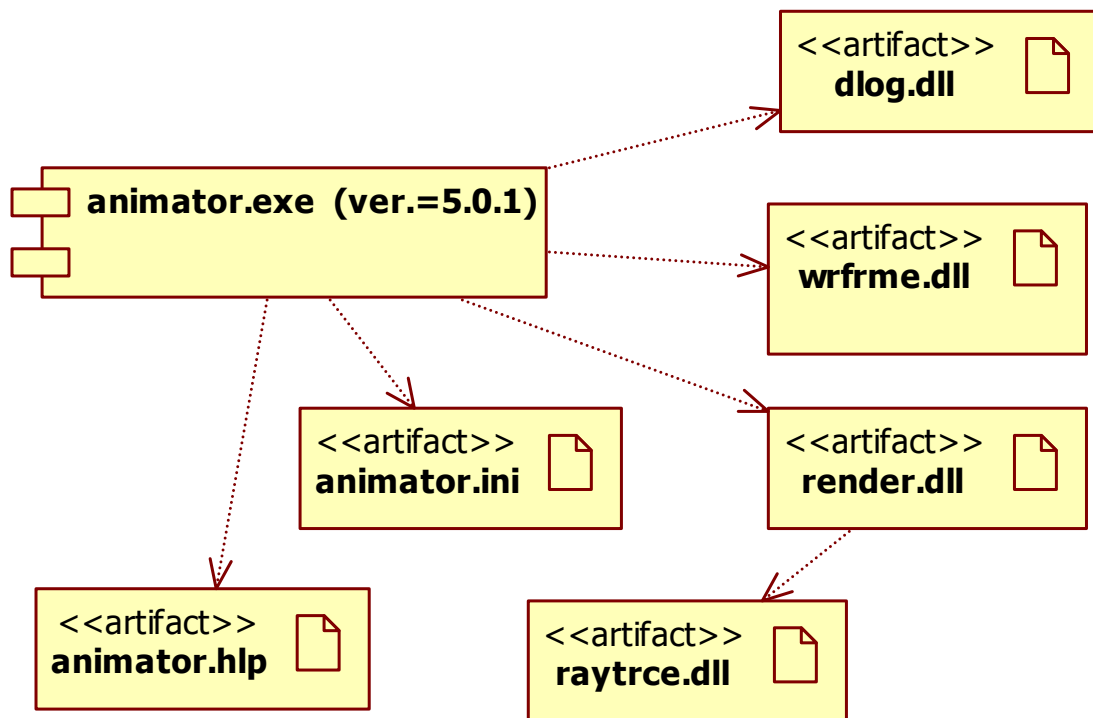 <<artifact>>
dlog.dll
animator.exe (ver.=5.0.1)
<<artifact>>
wrfrme.dll
<<artifact>>
animator.ini
<<artifact>>
render.dll
<<artifact>>
animator.hlp
<<artifact>>
raytrce.dll